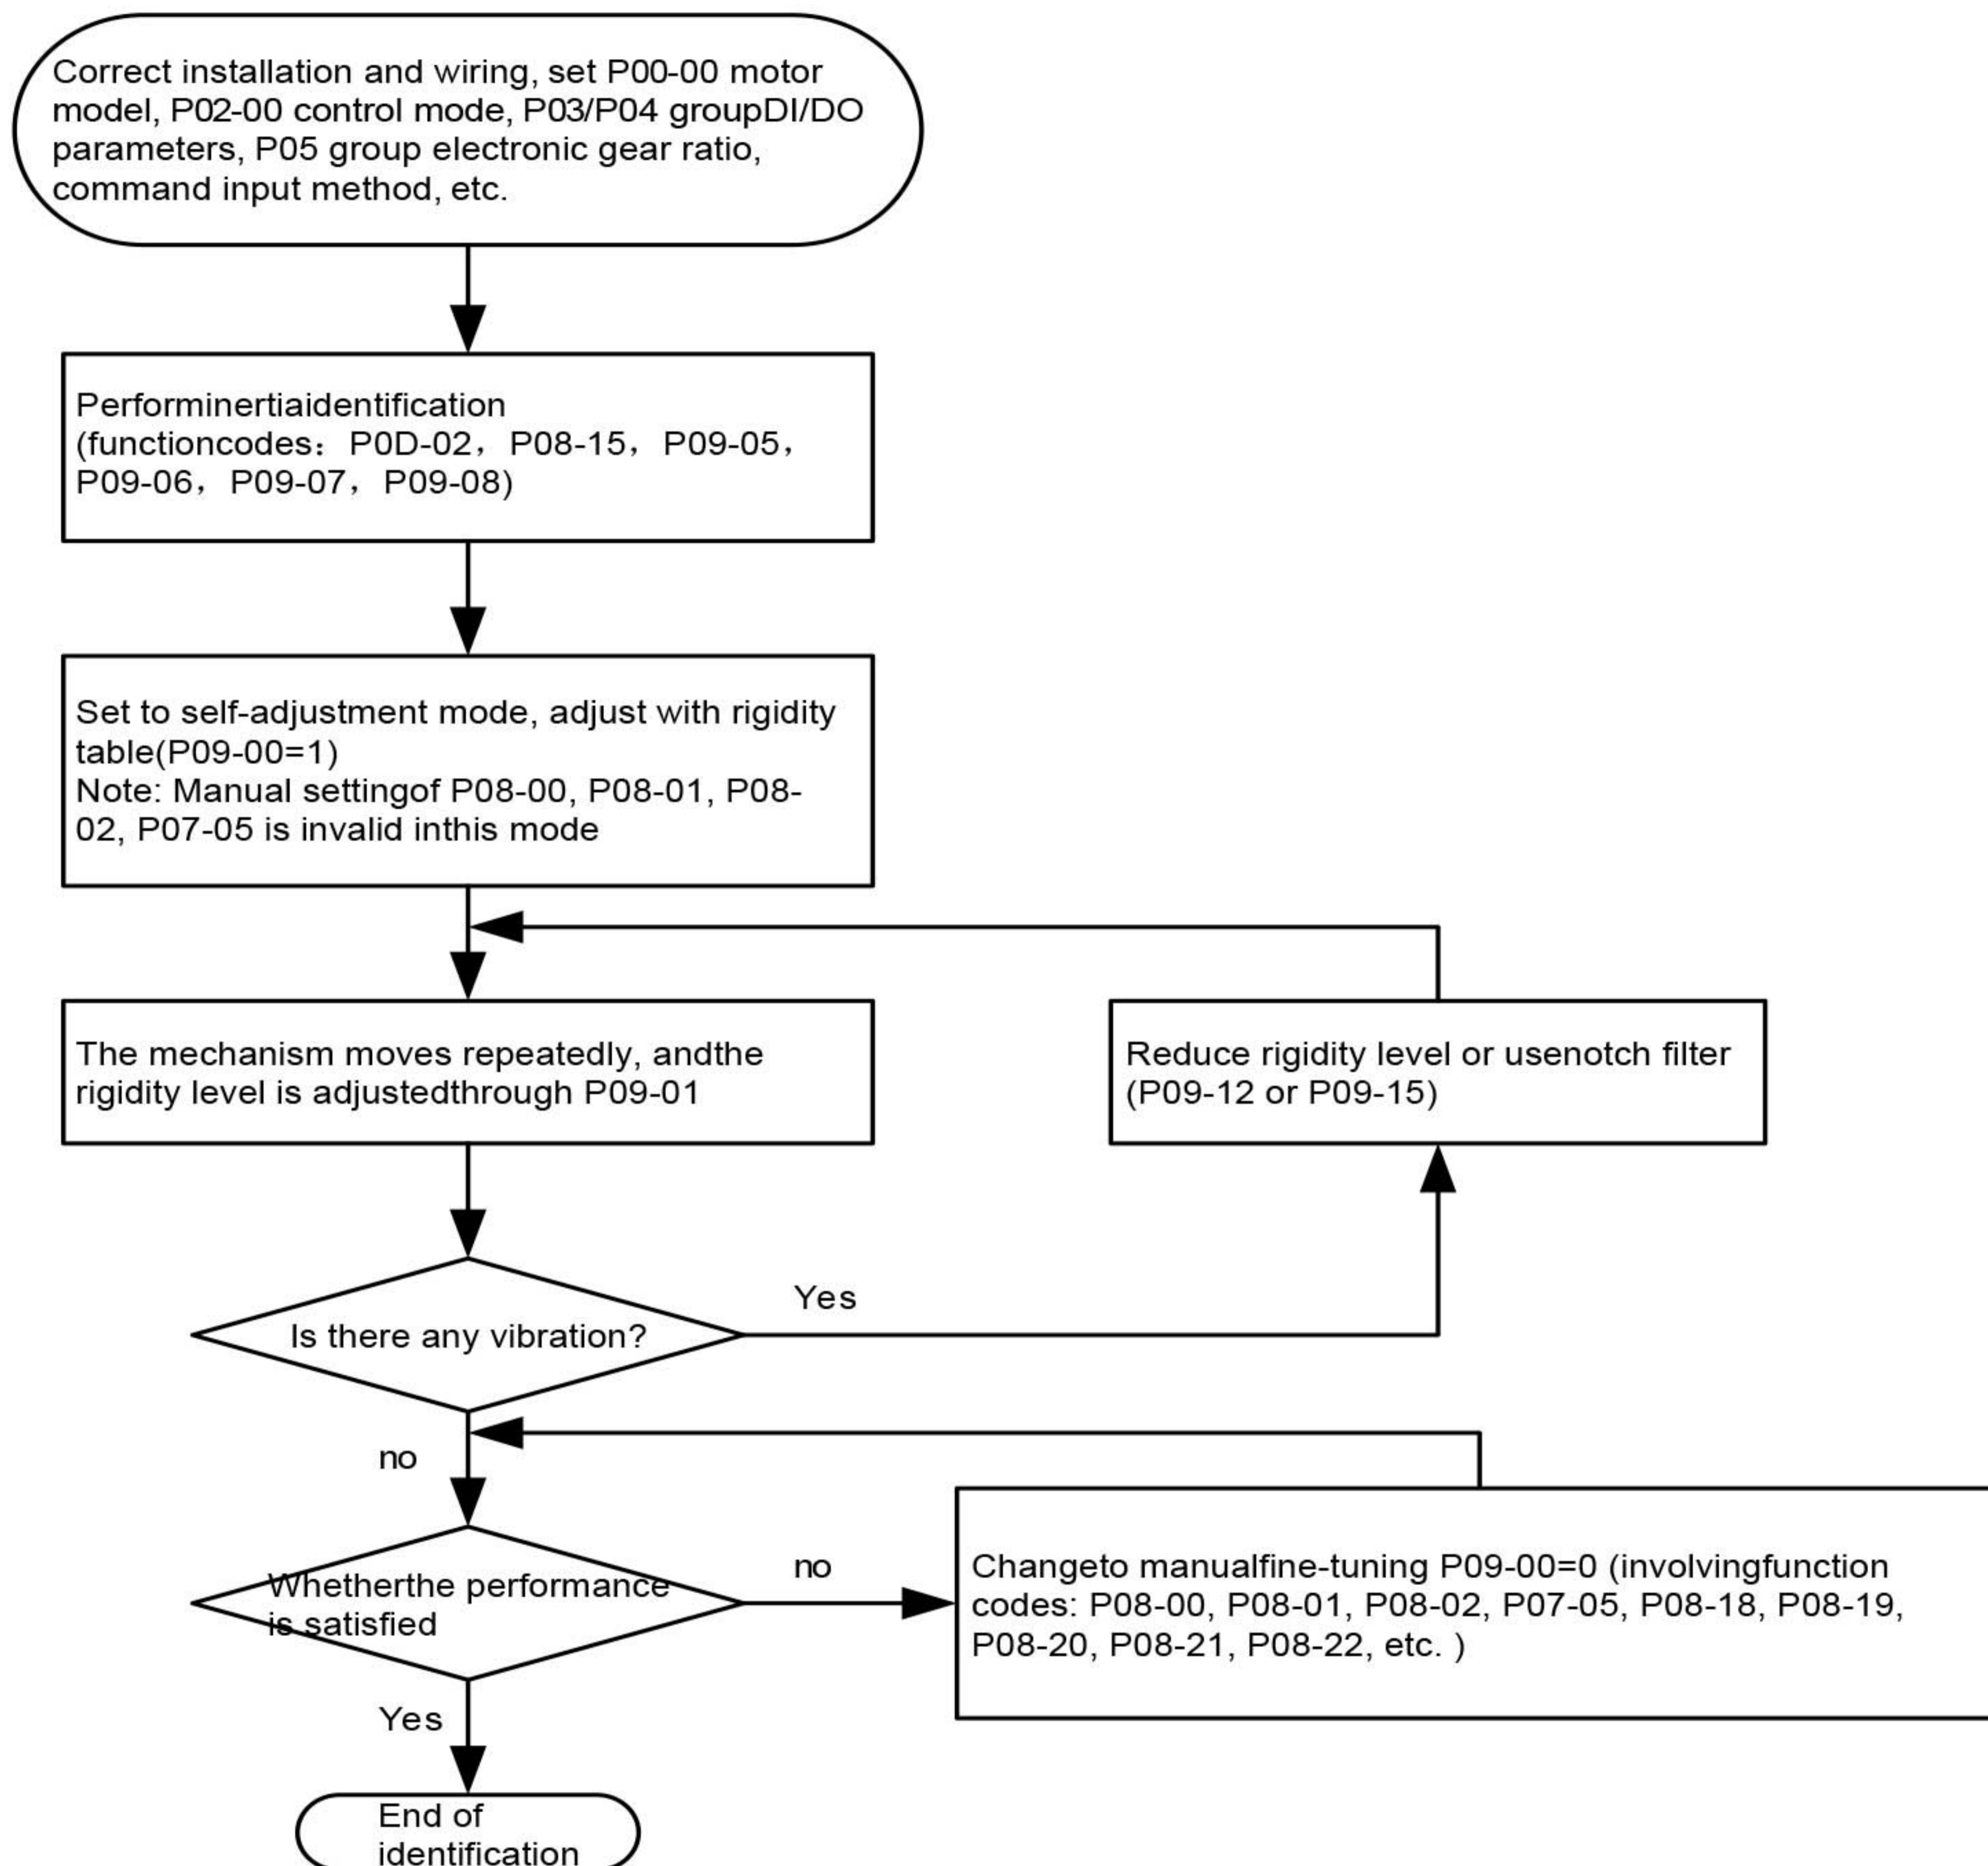 Correct installation and wiring, set P00-00 motor
model, P02-00 control mode, P03/P04 groupDI/DO
parameters, P05 group electronic gear ratio,
command input method, etc.
Performinertiaidentification
(functioncodes：P0D-02，P08-15，P09-05，
P09-06，P09-07，P09-08)
Set to self-adjustment mode, adjust with rigidity
table(P09-00=1)
Note: Manual settingof P08-00, P08-01, P08-
02, P07-05 is invalid inthis mode
The mechanism moves repeatedly, andthe
rigidity level is adjustedthrough P09-01
Reduce rigidity level or usenotch filter
(P09-12 or P09-15)
Is there any vibration?
Yes
no
Whetherthe performance
is satisfied
no
Changeto manualfine-tuning P09-00=0 (involvingfunction
codes: P08-00, P08-01, P08-02, P07-05, P08-18, P08-19,
P08-20, P08-21, P08-22, etc. )
Yes
End of
identification